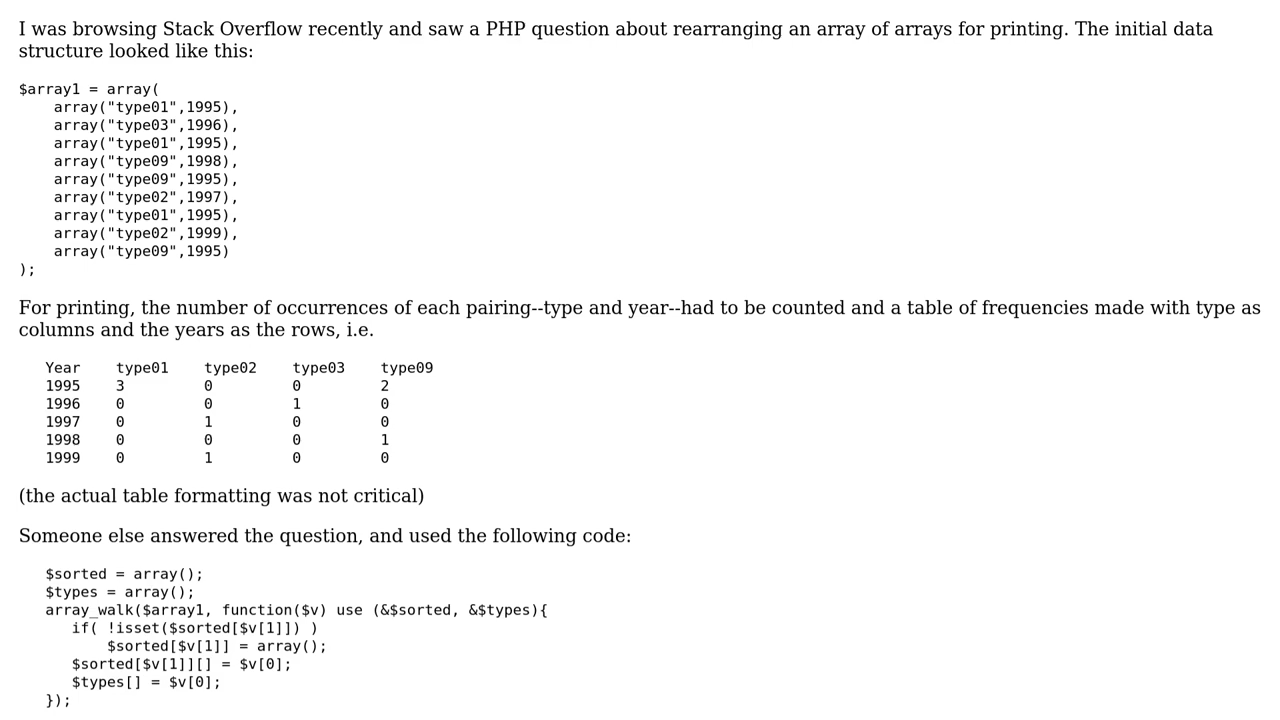 I was browsing Stack Overflow recently and saw a PHP question about rearranging an array of arrays for printing. The initial data
structure looked like this:
$array1 = array(
    array("type01",1995),
    array("type03",1996),
    array("type01",1995),
    array("type09",1998),
    array("type09",1995),
    array("type02",1997),
    array("type01",1995),
    array("type02",1999),
    array("type09",1995)
);
For printing, the number of occurrences of each pairing--type and year--had to be counted and a table of frequencies made with type as
columns and the years as the rows, i.e.
   Year    type01    type02    type03    type09
   1995    3         0         0         2
   1996    0         0         1         0
   1997    0         1         0         0
   1998    0         0         0         1
   1999    0         1         0         0
(the actual table formatting was not critical)
Someone else answered the question, and used the following code:
   $sorted = array();
   $types = array();
   array_walk($array1, function($v) use (&$sorted, &$types){
      if( !isset($sorted[$v[1]]) )
          $sorted[$v[1]] = array();
      $sorted[$v[1]][] = $v[0];
      $types[] = $v[0];
   });